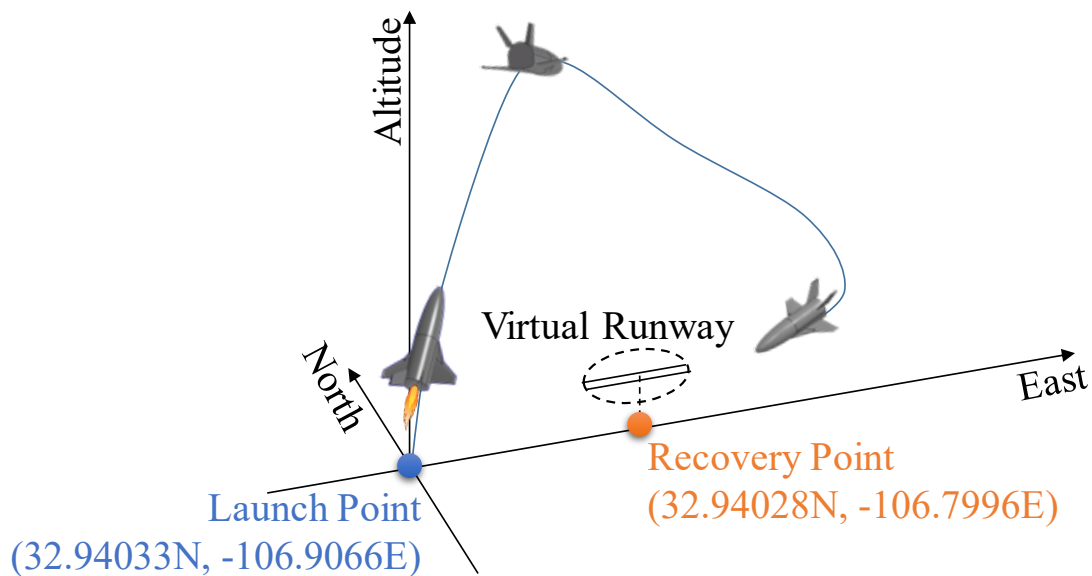 Altitude
Virtual Runway
North
East
Launch Point
(32.94033N, -106.9066E)
Recovery Point
(32.94028N, -106.7996E)